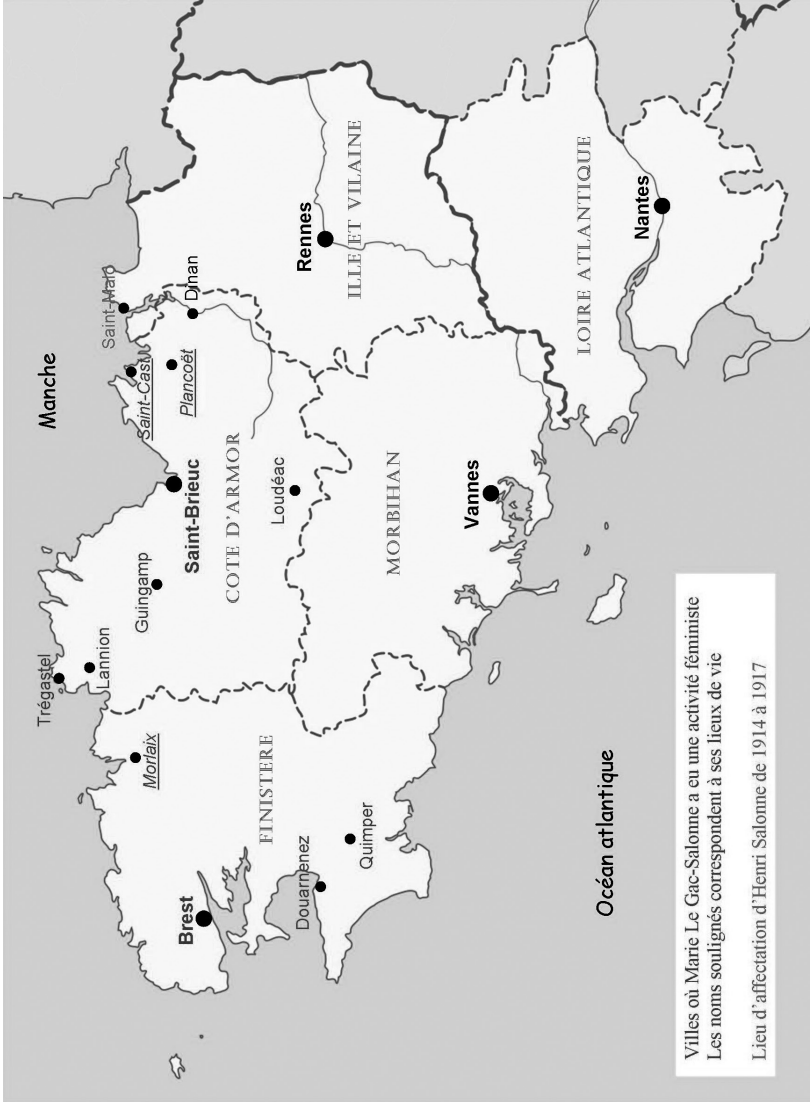 Manche
Trégastel
Lannion
Guingamp
Saint-Brieuc
Saint-Cast
Plancoët
Saint-Malo
Dinan
Morlaix
COTE D'ARMOR
Loudéac
Brest
FINISTERE
Douarnenez
Quimper
MORBIHAN
Vannes
Rennes
ILLE ET VILAINE
LOIRE ATLANTIQUE
Nantes
Océan atlantique
Villes où Marie Le Gac-Salonne a eu une activité féministe
Les noms soulignés correspondent à ses lieux de vie
Lieu d'affectation d'Henri Salonne de 1914 à 1917